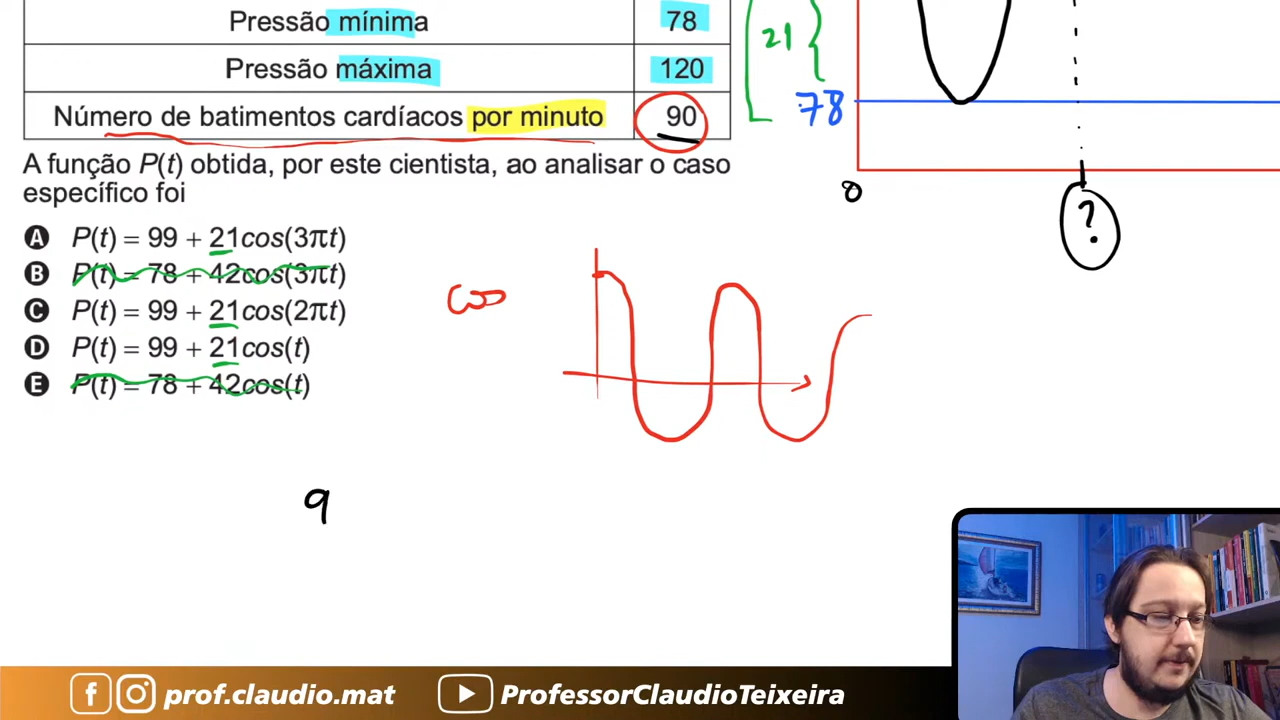 Pressão mínima 78
Pressão máxima 120
Número de batimentos cardíacos por minuto 90
21
78
A função P(t) obtida, por este cientista, ao analisar o caso
específico foi
0
?
A P(t) = 99 + 21cos(3πt)
B P(t) = 78 + 42cos(3πt)
C P(t) = 99 + 21cos(2πt)
D P(t) = 99 + 21cos(t)
E P(t) = 78 + 42cos(t)
cos
9
prof.claudio.mat ProfessorClaudioTeixeira